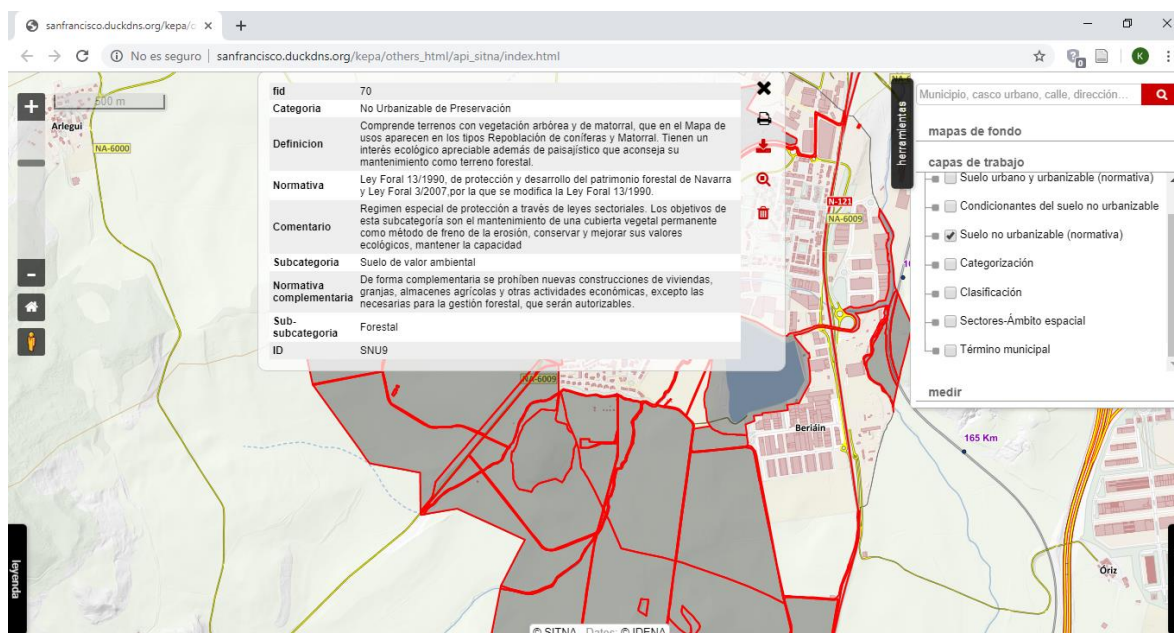 sanfrancisco.duckdns.org/kepa/
No es seguro | sanfrancisco.duckdns.org/kepa/others_html/api_sitna/index.html
K
500 m
Arlegui
NA-6000
fid 70
Categoria No Urbanizable de Preservación
Definicion Comprende terrenos con vegetación arbórea y de matorral, que en el Mapa de
usos aparecen en los tipos Repoblación de coníferas y Matorral. Tienen un
interés ecológico apreciable además de paisajístico que aconseja su
mantenimiento como terreno forestal.
Normativa Ley Foral 13/1990, de protección y desarrollo del patrimonio forestal de Navarra
y Ley Foral 3/2007,por la que se modifica la Ley Foral 13/1990.
Comentario Regimen especial de protección a través de leyes sectoriales. Los objetivos de
esta subcategoría son el mantenimiento de una cubierta vegetal permanente
como método de freno de la erosión, conservar y mejorar sus valores
ecológicos, mantener la capacidad
Subcategoria Suelo de valor ambiental
Normativa
complementaria De forma complementaria se prohíben nuevas construcciones de viviendas,
granjas, almacenes agrícolas y otras actividades económicas, excepto las
necesarias para la gestión forestal, que serán autorizables.
Sub-
subcategoria Forestal
ID SNU9
herramientas
Municipio, casco urbano, calle, dirección...
mapas de fondo
capas de trabajo
Suelo urbano y urbanizable (normativa)
Condicionantes del suelo no urbanizable
Suelo no urbanizable (normativa)
Categorización
Clasificación
Sectores-Ámbito espacial
Término municipal
medir
N-121
NA-6009
NA-6009
Beriáin
165 Km
Óriz
leyenda
© SITNA Datos: © IDENA